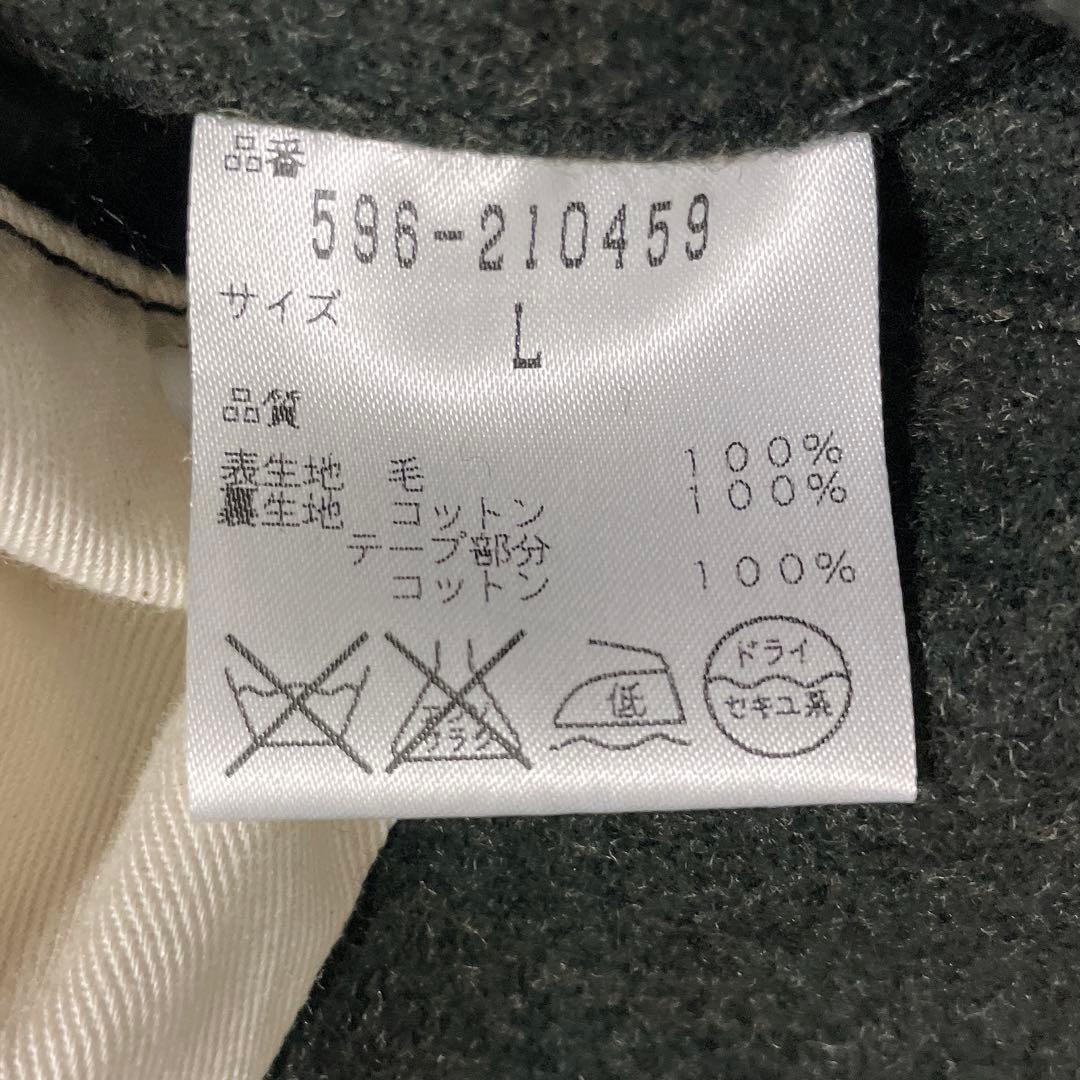 品番
596-210459
サイズ
L
品質
表生地 毛 100%
裏生地 コットン 100%
テープ部分
コットン 100%
低
ドライ
セキユ系